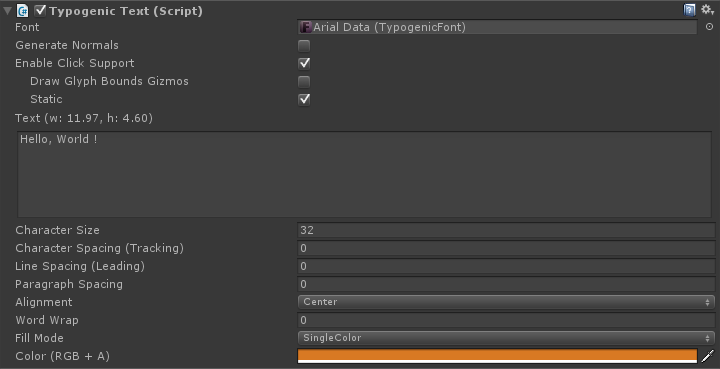 Typogenic Text (Script)
Font Arial Data (TypogenicFont)
Generate Normals
Enable Click Support
Draw Glyph Bounds Gizmos
Static
Text (w: 11.97, h: 4.60)
Hello, World !
Character Size 32
Character Spacing (Tracking) 0
Line Spacing (Leading) 0
Paragraph Spacing 0
Alignment Center
Word Wrap 0
Fill Mode SingleColor
Color (RGB + A)